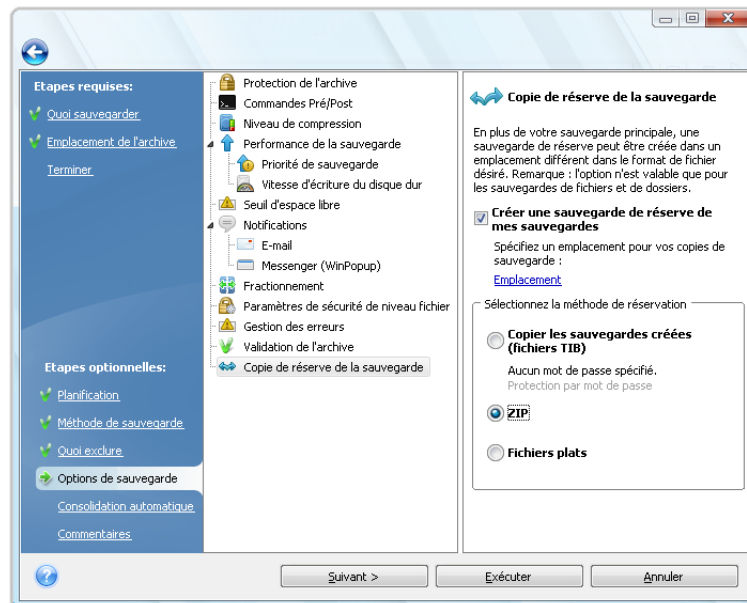 Etapes requises:
Quoi sauvegarder
Emplacement de l'archive
Terminer
Etapes optionnelles:
Planification
Méthode de sauvegarde
Quoi exclure
Options de sauvegarde
Consolidation automatique
Commentaires
Protection de l'archive
Commandes Pré/Post
Niveau de compression
Performance de la sauvegarde
Priorité de sauvegarde
Vitesse d'écriture du disque dur
Seuil d'espace libre
Notifications
E-mail
Messenger (WinPopup)
Fractionnement
Paramètres de sécurité de niveau fichier
Gestion des erreurs
Validation de l'archive
Copie de réserve de la sauvegarde
Copie de réserve de la sauvegarde
En plus de votre sauvegarde principale, une
sauvegarde de réserve peut être créée dans un
emplacement différent dans le format de fichier
désiré. Remarque : l'option n'est valable que pour
les sauvegardes de fichiers et de dossiers.
Créer une sauvegarde de réserve de
mes sauvegardes
Spécifiez un emplacement pour vos copies de
sauvegarde :
Emplacement
Sélectionnez la méthode de réservation
Copier les sauvegardes créées
(fichiers TIB)
Aucun mot de passe spécifié.
Protection par mot de passe
ZIP
Fichiers plats
Suivant >
Exécuter
Annuler